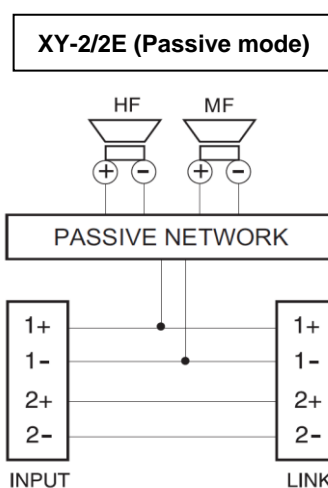 XY-2/2E (Passive mode)
HF MF
+ − + −
PASSIVE NETWORK
1+ 1+
1− 1−
2+ 2+
2− 2−
INPUT LINK